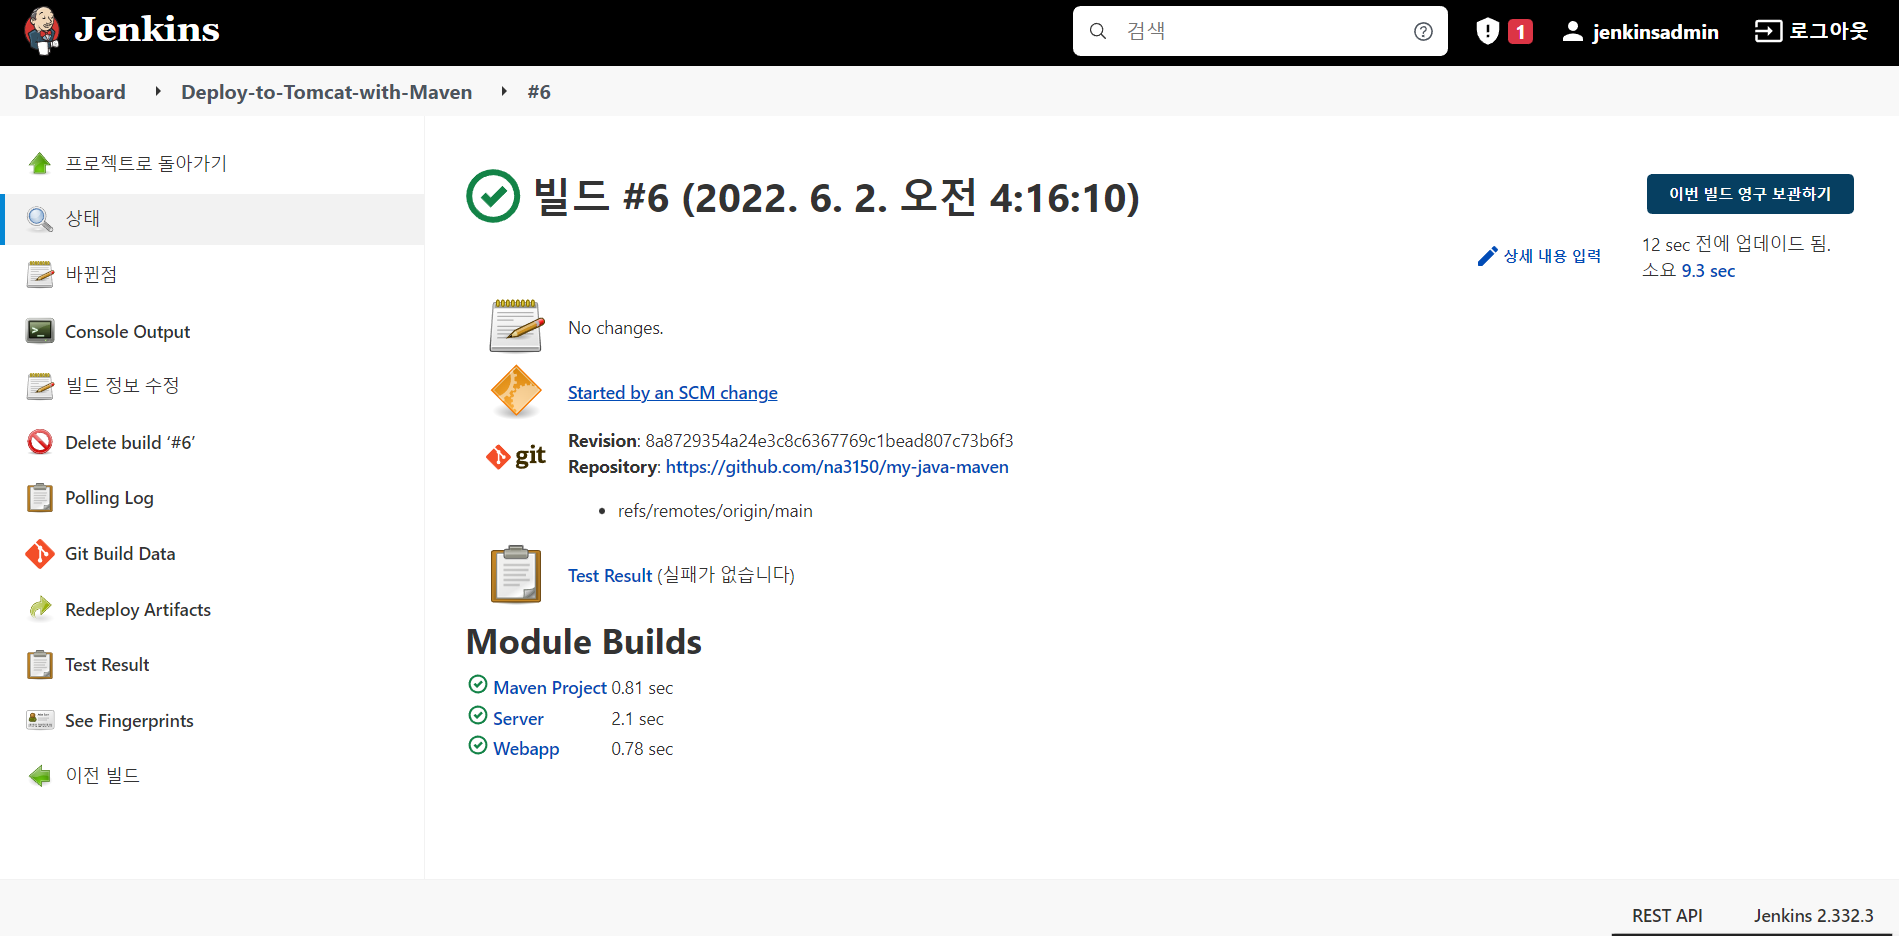 Jenkins
검색
1
jenkinsadmin
로그아웃
Dashboard
Deploy-to-Tomcat-with-Maven
#6
프로젝트로 돌아가기
상태
바뀐점
Console Output
빌드 정보 수정
Delete build ‘#6’
Polling Log
Git Build Data
Redeploy Artifacts
Test Result
See Fingerprints
이전 빌드
빌드 #6 (2022. 6. 2. 오전 4:16:10)
이번 빌드 영구 보관하기
상세 내용 입력
12 sec 전에 업데이드 됨.
소요 9.3 sec
No changes.
Started by an SCM change
git
Revision: 8a8729354a24e3c8c6367769c1bead807c73b6f3
Repository: https://github.com/na3150/my-java-maven
• refs/remotes/origin/main
Test Result (실패가 없습니다)
Module Builds
Maven Project 0.81 sec
Server 2.1 sec
Webapp 0.78 sec
REST API
Jenkins 2.332.3